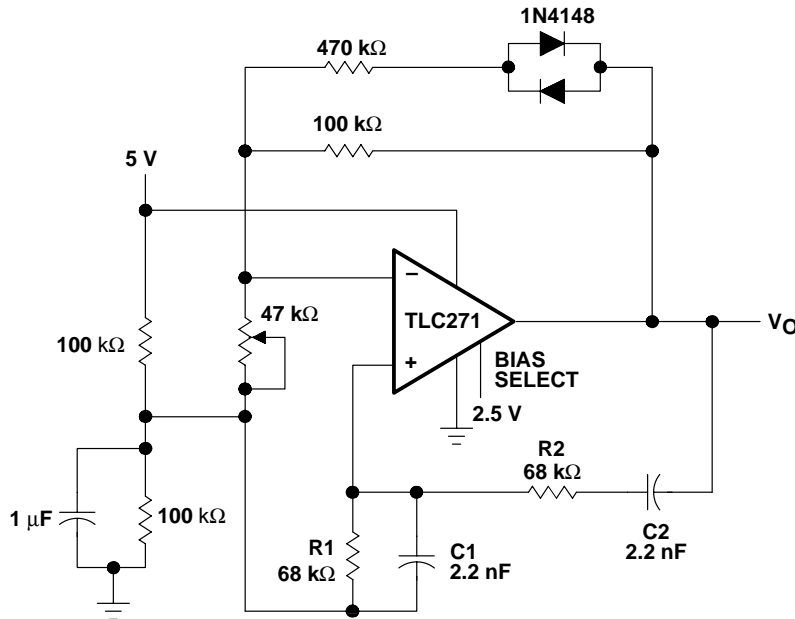 1N4148
470 kΩ
100 kΩ
5 V
−
47 kΩ
TLC271
100 kΩ
+
BIAS
SELECT
2.5 V
VO
R2
68 kΩ
1 μF
100 kΩ
R1
68 kΩ
C1
2.2 nF
C2
2.2 nF